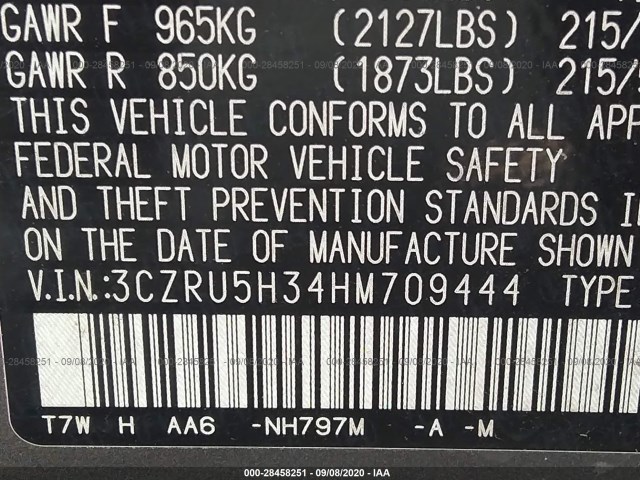 GAWR F 965KG (2127LBS) 215/
GAWR R 850KG (1873LBS) 215/
THIS VEHICLE CONFORMS TO ALL APP
FEDERAL MOTOR VEHICLE SAFETY
AND THEFT PREVENTION STANDARDS I
ON THE DATE OF MANUFACTURE SHOWN
V.I.N.:3CZRU5H34HM709444 TYPE
T7W H AA6 -NH797M -A -M
000-28458251 - 09/08/2020 - IAA